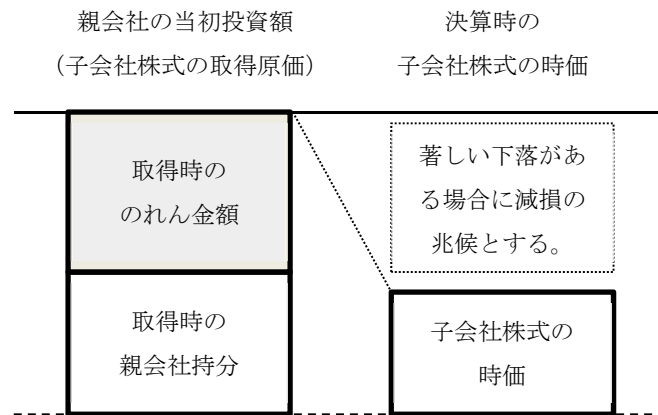 親会社の当初投資額
（子会社株式の取得原価）
決算時の
子会社株式の時価
取得時の
のれん金額
著しい下落があ
る場合に減損の
兆候とする。
取得時の
親会社持分
子会社株式の
時価